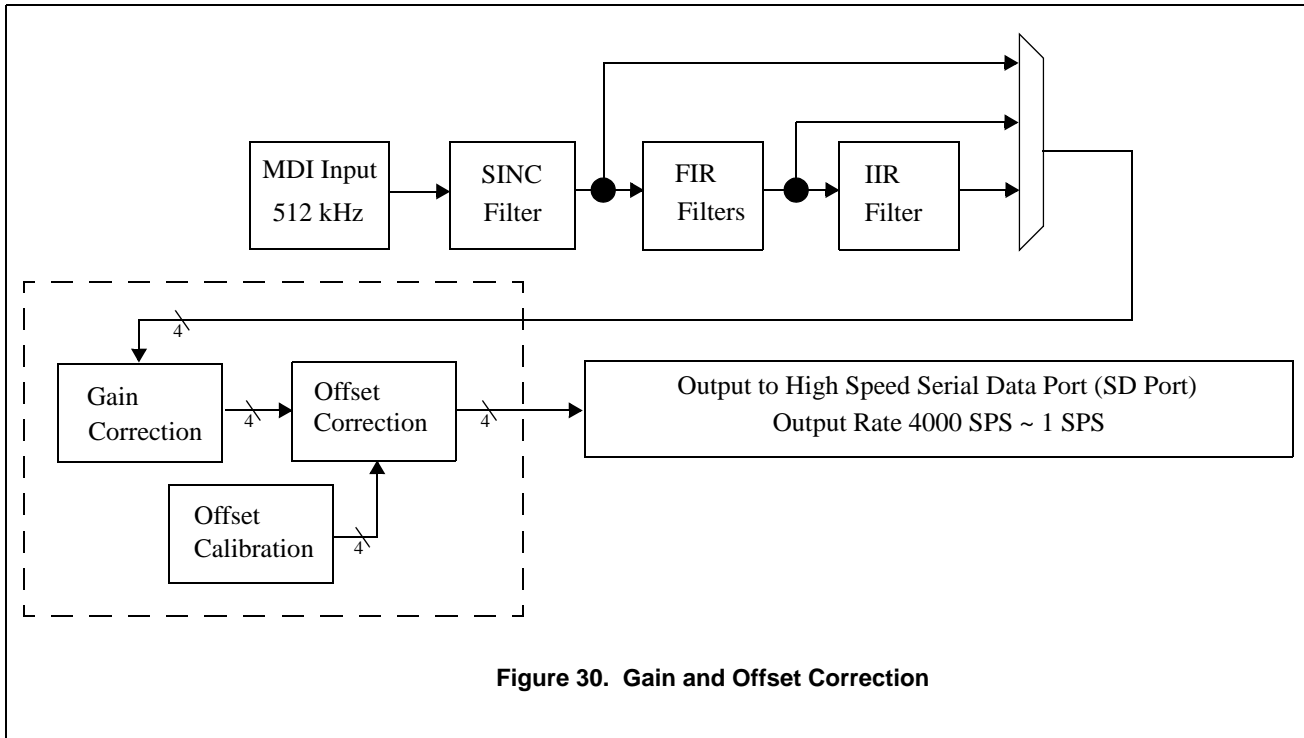 MDI Input
512 kHz
SINC
Filter
FIR
Filters
IIR
Filter
4
Gain
Correction
4
Offset
Correction
4
Output to High Speed Serial Data Port (SD Port)
Output Rate 4000 SPS ~ 1 SPS
Offset
Calibration
4
Figure 30. Gain and Offset Correction